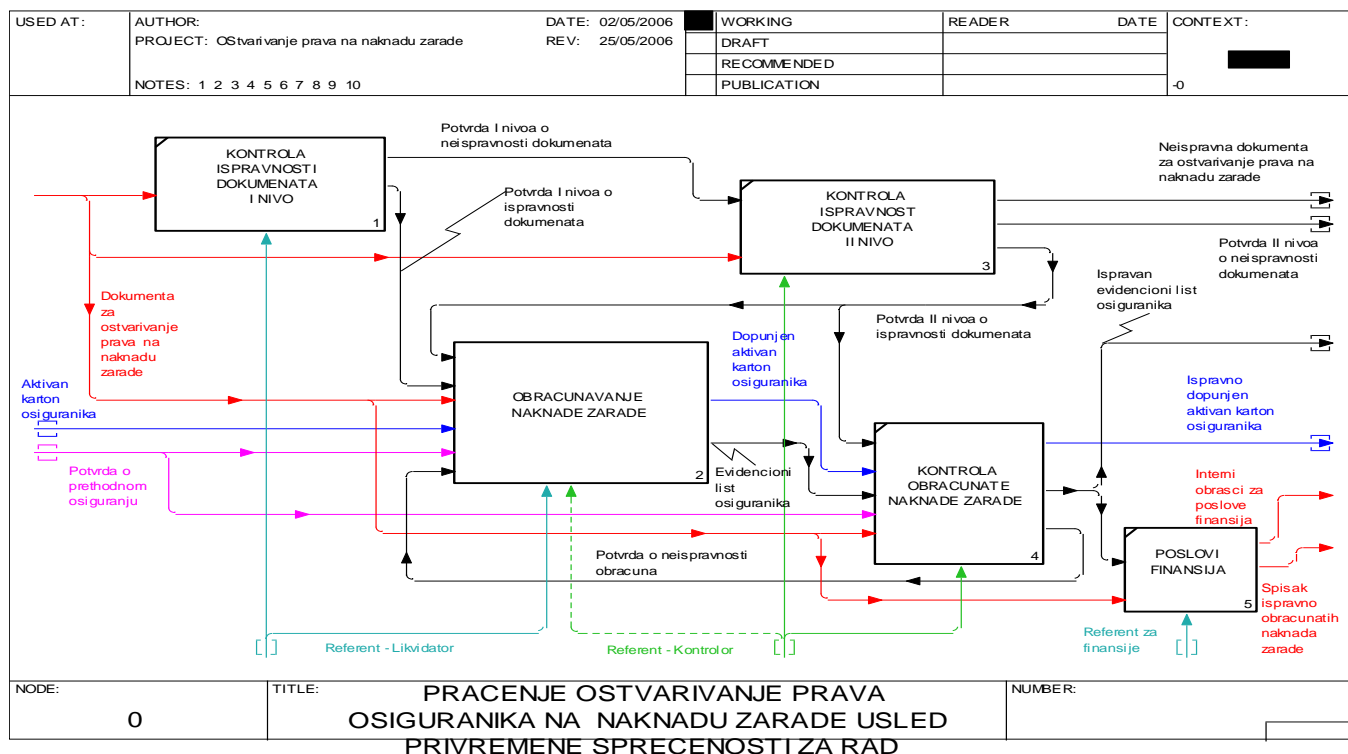 USED AT:
AUTHOR:
DATE: 02/05/2006
WORKING
READER
DATE
CONTEXT:
PROJECT: OStvarivanje prava na naknadu zarade
REV: 25/05/2006
DRAFT
RECOMMENDED
NOTES: 1 2 3 4 5 6 7 8 9 10
PUBLICATION
-0
KONTROLA
ISPRAVNOSTI
DOKUMENATA
I NIVO
1
Potvrda I nivoa o
neispravnosti dokumenata
Potvrda I nivoa o
ispravnosti
dokumenata
KONTROLA
ISPRAVNOST
DOKUMENATA
II NIVO
3
Neispravna dokumenta
za ostvarivanje prava na
naknadu zarade
Potvrda II nivoa
o neispravnosti
dokumenata
Ispravan
evidencioni list
osiguranika
Dokumenta
za
ostvarivanje
prava na
naknadu
zarade
Potvrda II nivoa o
ispravnosti dokumenata
Dopunjen
aktivan
karton
osiguranika
Aktivan
karton
osiguranika
OBRACUNAVANJE
NAKNADE ZARADE
2
Ispravno
dopunjen
aktivan karton
osiguranika
Potvrda o
prethodnom
osiguranju
Evidencioni
list
osiguranika
KONTROLA
OBRACUNATE
NAKNADE ZARADE
4
Interni
obrasci za
poslove
finansija
Potvrda o neispravnosti
obracuna
POSLOVI
FINANSIJA
5
Spisak
ispravno
obracunatih
naknada
zarade
Referent - Likvidator
Referent - Kontrolor
Referent za
finansije
NODE:
0
TITLE:
PRACENJE OSTVARIVANJE PRAVA
OSIGURANIKA NA NAKNADU ZARADE USLED
PRIVREMENE SPRECENOSTI ZA RAD
NUMBER: